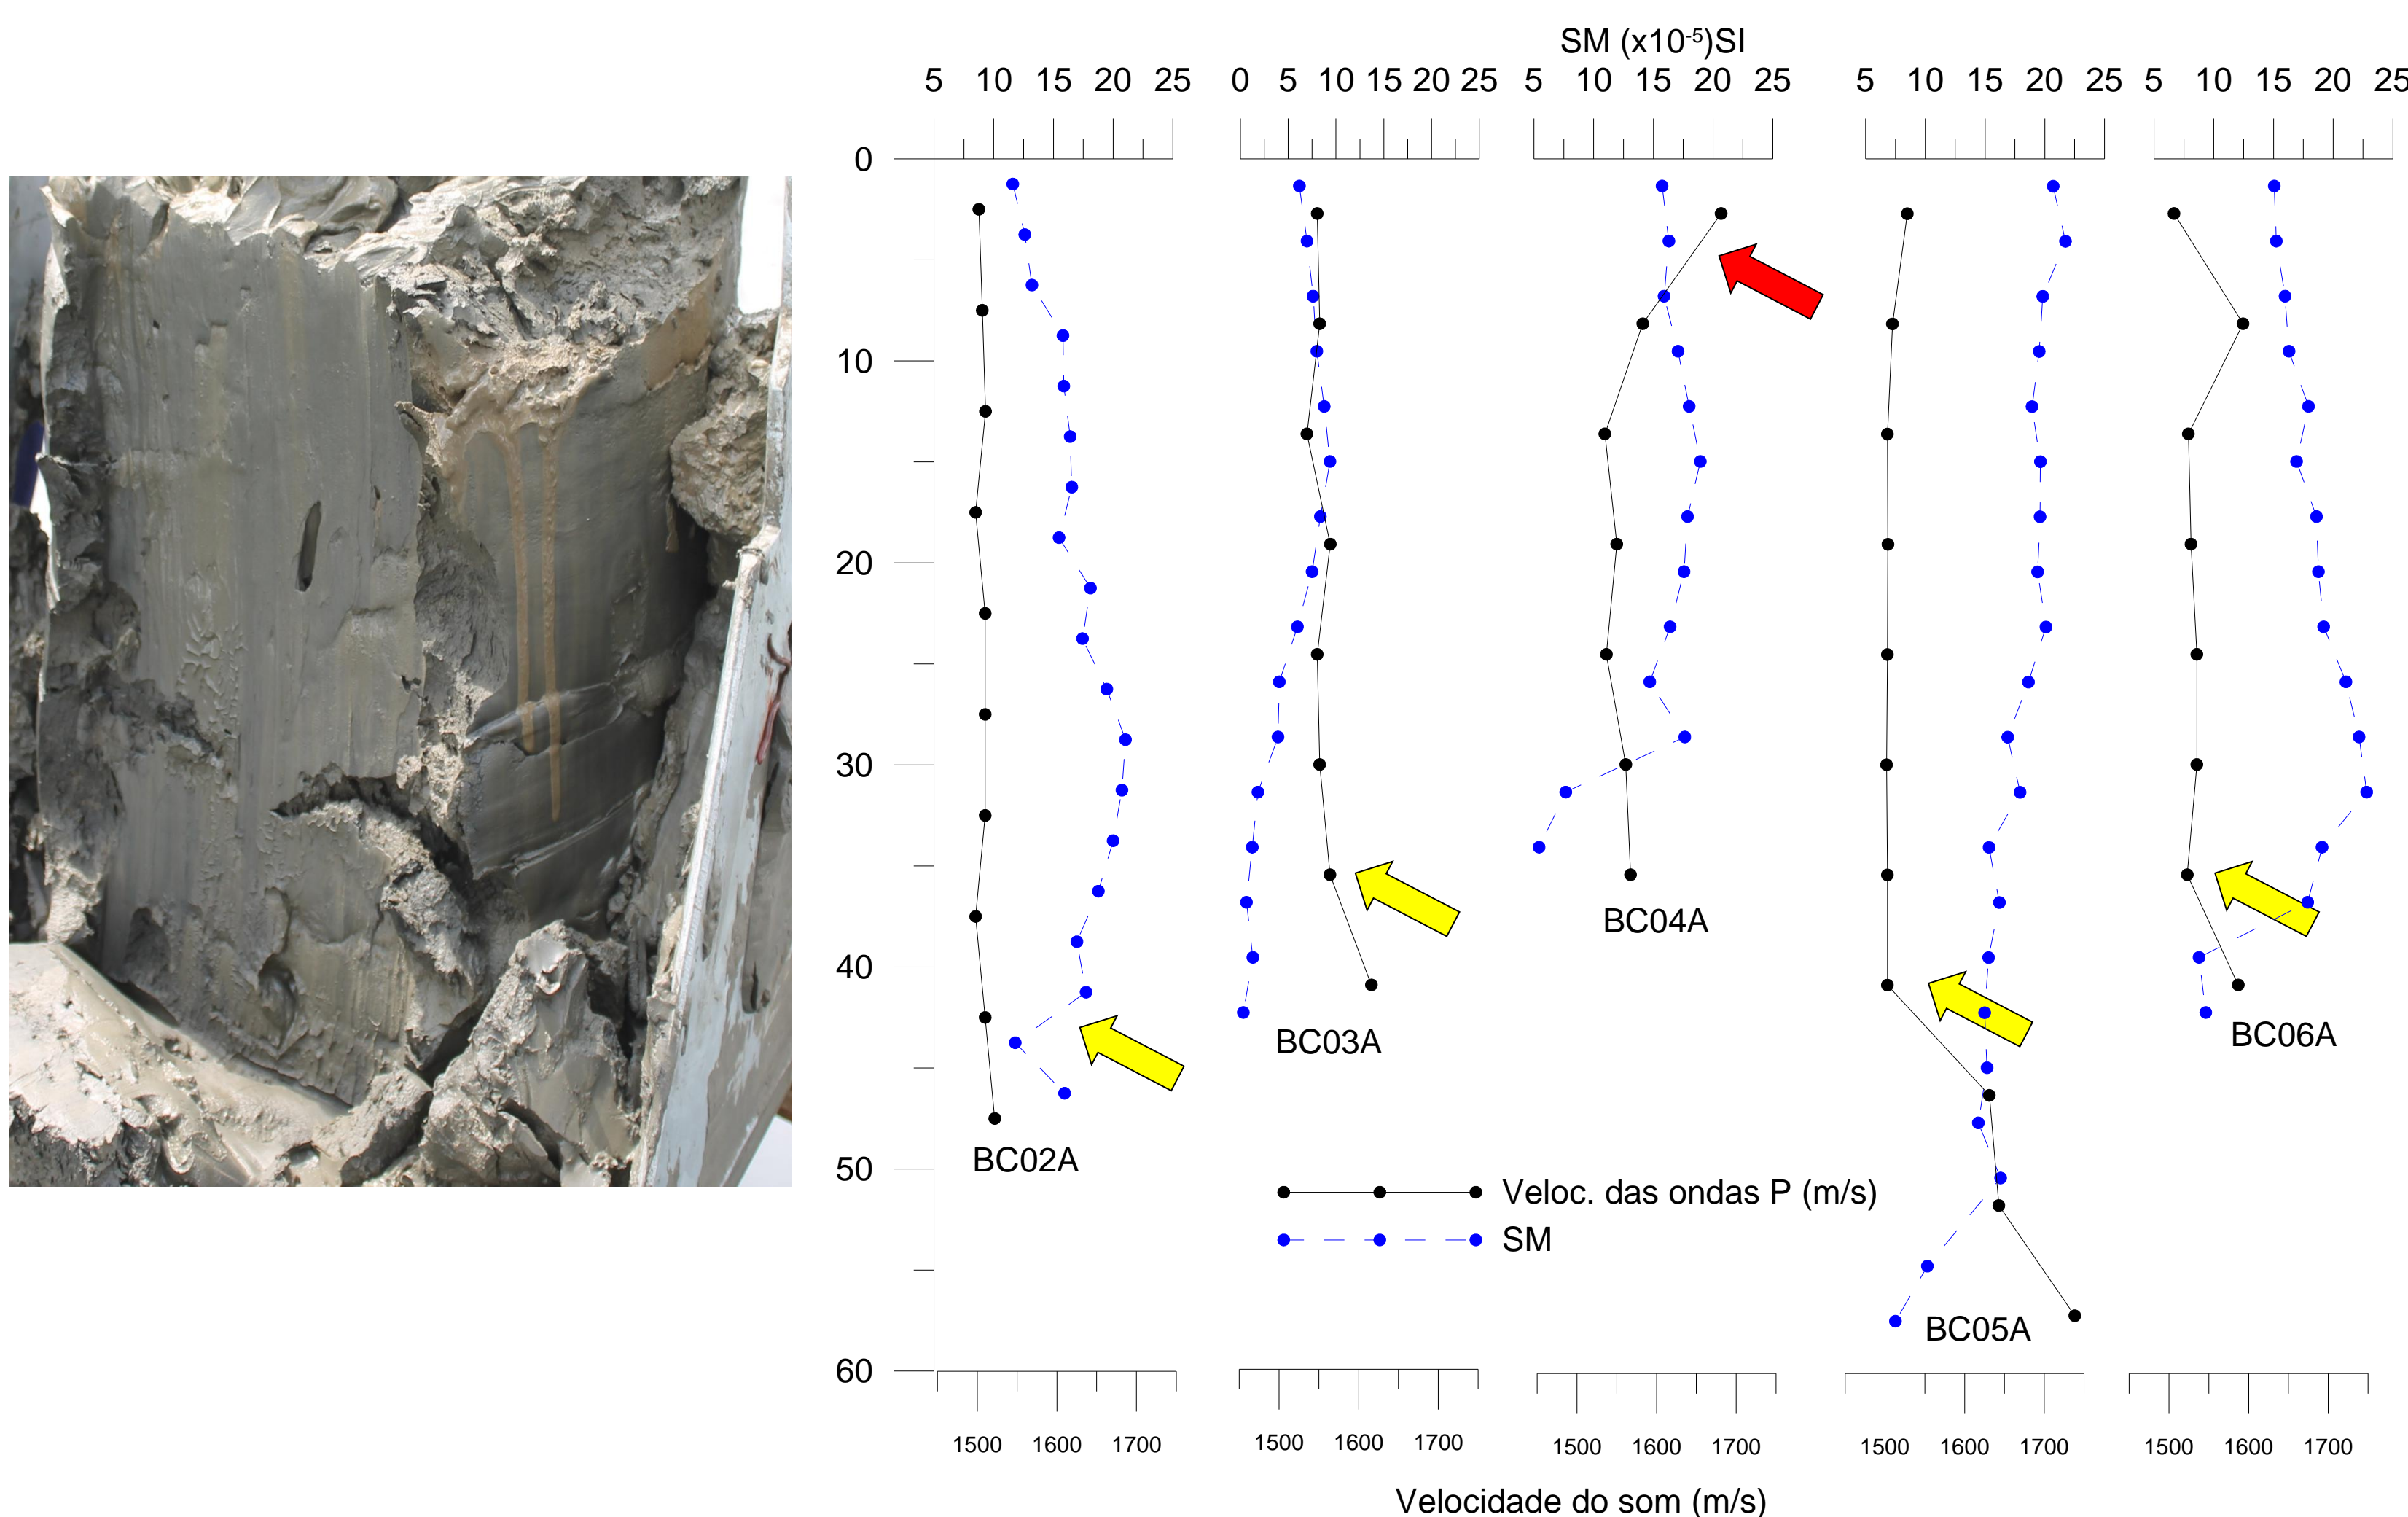 SM (x10⁻⁵)SI
5 10 15 20 25 0 5 10 15 20 25 5 10 15 20 25 5 10 15 20 25 5 10 15 20 25
0
10
20
30
40
50
60
BC04A
BC03A
BC06A
BC02A
BC05A
Veloc. das ondas P (m/s)
SM
1500 1600 1700 1500 1600 1700 1500 1600 1700 1500 1600 1700 1500 1600 1700
Velocidade do som (m/s)